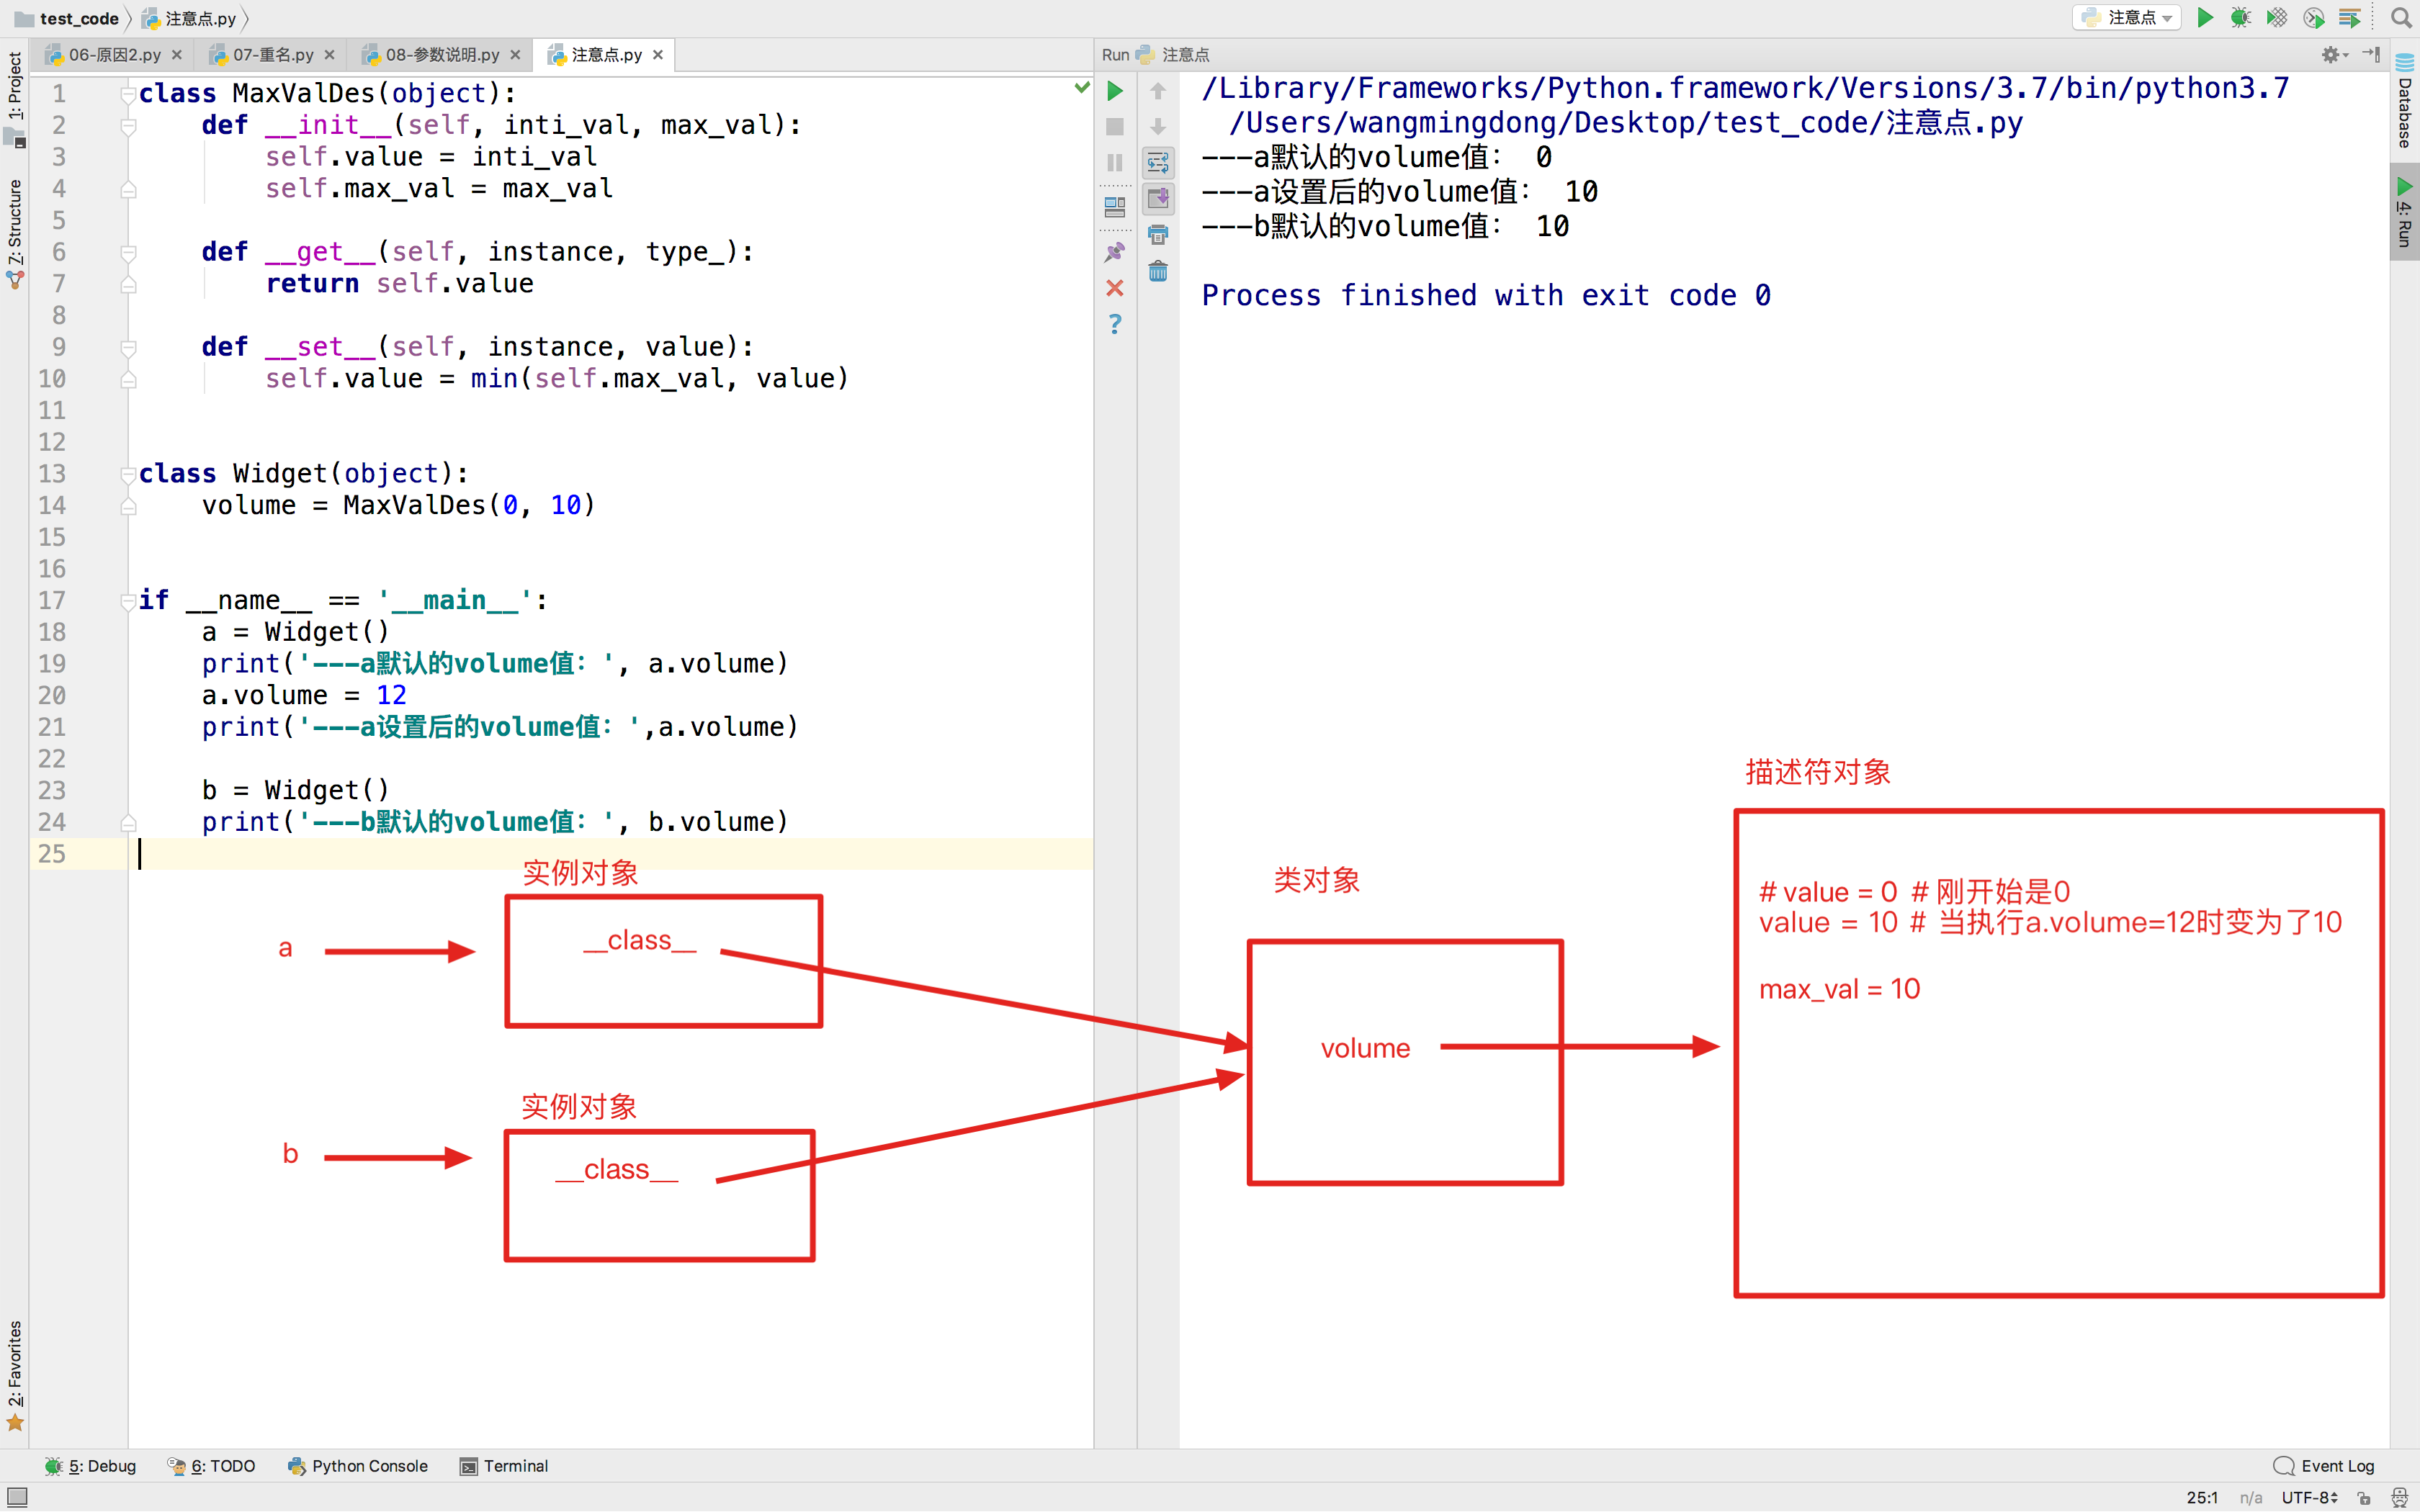 test_code
注意点.py
注意点
1: Project
Z: Structure
2: Favorites
06-原因2.py
07-重名.py
08-参数说明.py
注意点.py
1 class MaxValDes(object):
2 def __init__(self, inti_val, max_val):
3 self.value = inti_val
4 self.max_val = max_val
5
6 def __get__(self, instance, type_):
7 return self.value
8
9 def __set__(self, instance, value):
10 self.value = min(self.max_val, value)
11
12
13 class Widget(object):
14 volume = MaxValDes(0, 10)
15
16
17 if __name__ == '__main__':
18 a = Widget()
19 print('---a默认的volume值：', a.volume)
20 a.volume = 12
21 print('---a设置后的volume值：',a.volume)
22
23 b = Widget()
24 print('---b默认的volume值：', b.volume)
25
Run 注意点
/Library/Frameworks/Python.framework/Versions/3.7/bin/python3.7
/Users/wangmingdong/Desktop/test_code/注意点.py
---a默认的volume值： 0
---a设置后的volume值： 10
---b默认的volume值： 10
Process finished with exit code 0
Database
4: Run
实例对象
a
__class__
实例对象
b
__class__
类对象
volume
描述符对象
# value = 0 # 刚开始是0
value = 10 # 当执行a.volume=12时变为了10
max_val = 10
5: Debug
6: TODO
Python Console
Terminal
Event Log
25:1
n/a
UTF-8